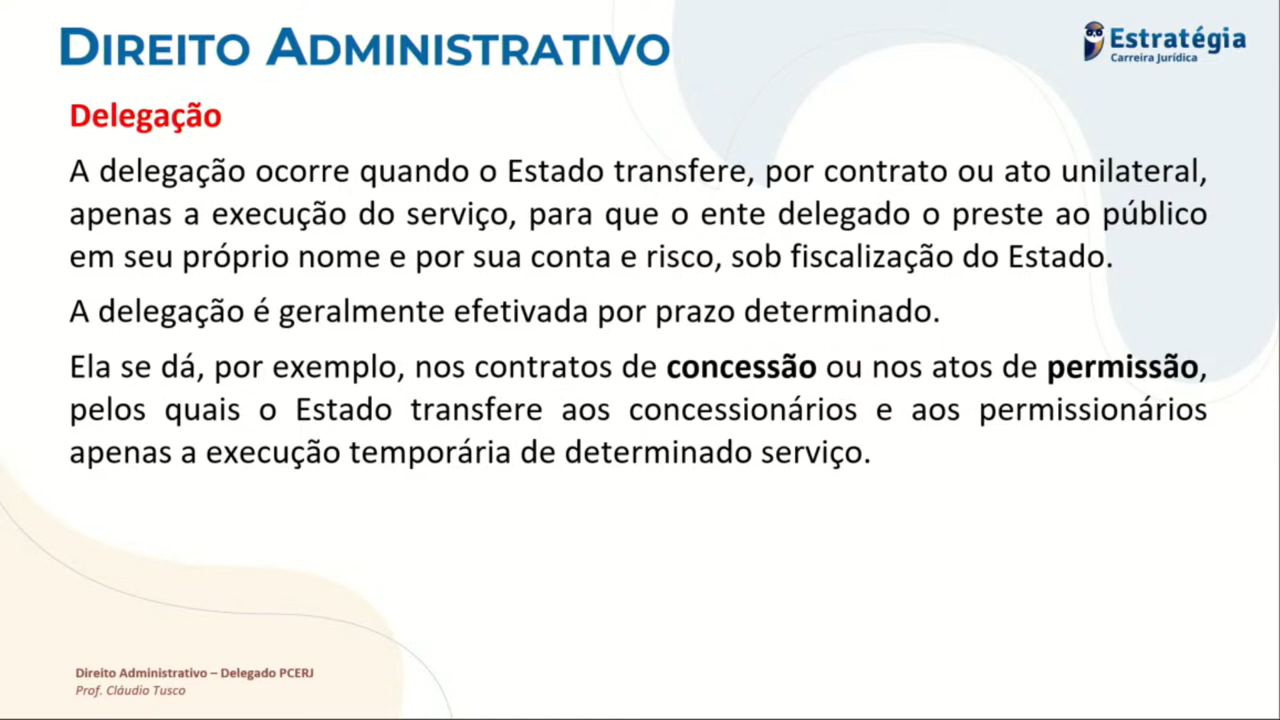 DIREITO ADMINISTRATIVO
Estratégia
Carreira Jurídica
Delegação
A delegação ocorre quando o Estado transfere, por contrato ou ato unilateral,
apenas a execução do serviço, para que o ente delegado o preste ao público
em seu próprio nome e por sua conta e risco, sob fiscalização do Estado.
A delegação é geralmente efetivada por prazo determinado.
Ela se dá, por exemplo, nos contratos de concessão ou nos atos de permissão,
pelos quais o Estado transfere aos concessionários e aos permissionários
apenas a execução temporária de determinado serviço.
Direito Administrativo – Delegado PCERJ
Prof. Cláudio Tusco